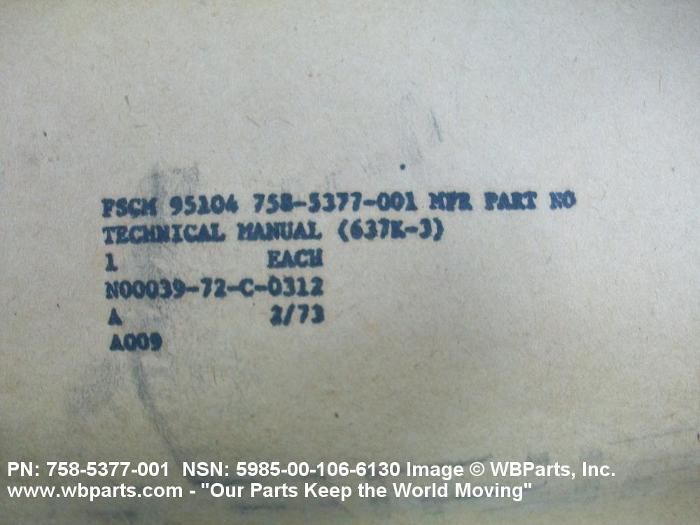 FSCM 95104 758-5377-001 MFR PART NO
TECHNICAL MANUAL (637K-3)
1 EACH
N00039-72-C-0312
A 2/73
A009
PN: 758-5377-001 NSN: 5985-00-106-6130 Image © WBParts, Inc.
www.wbparts.com - "Our Parts Keep the World Moving"